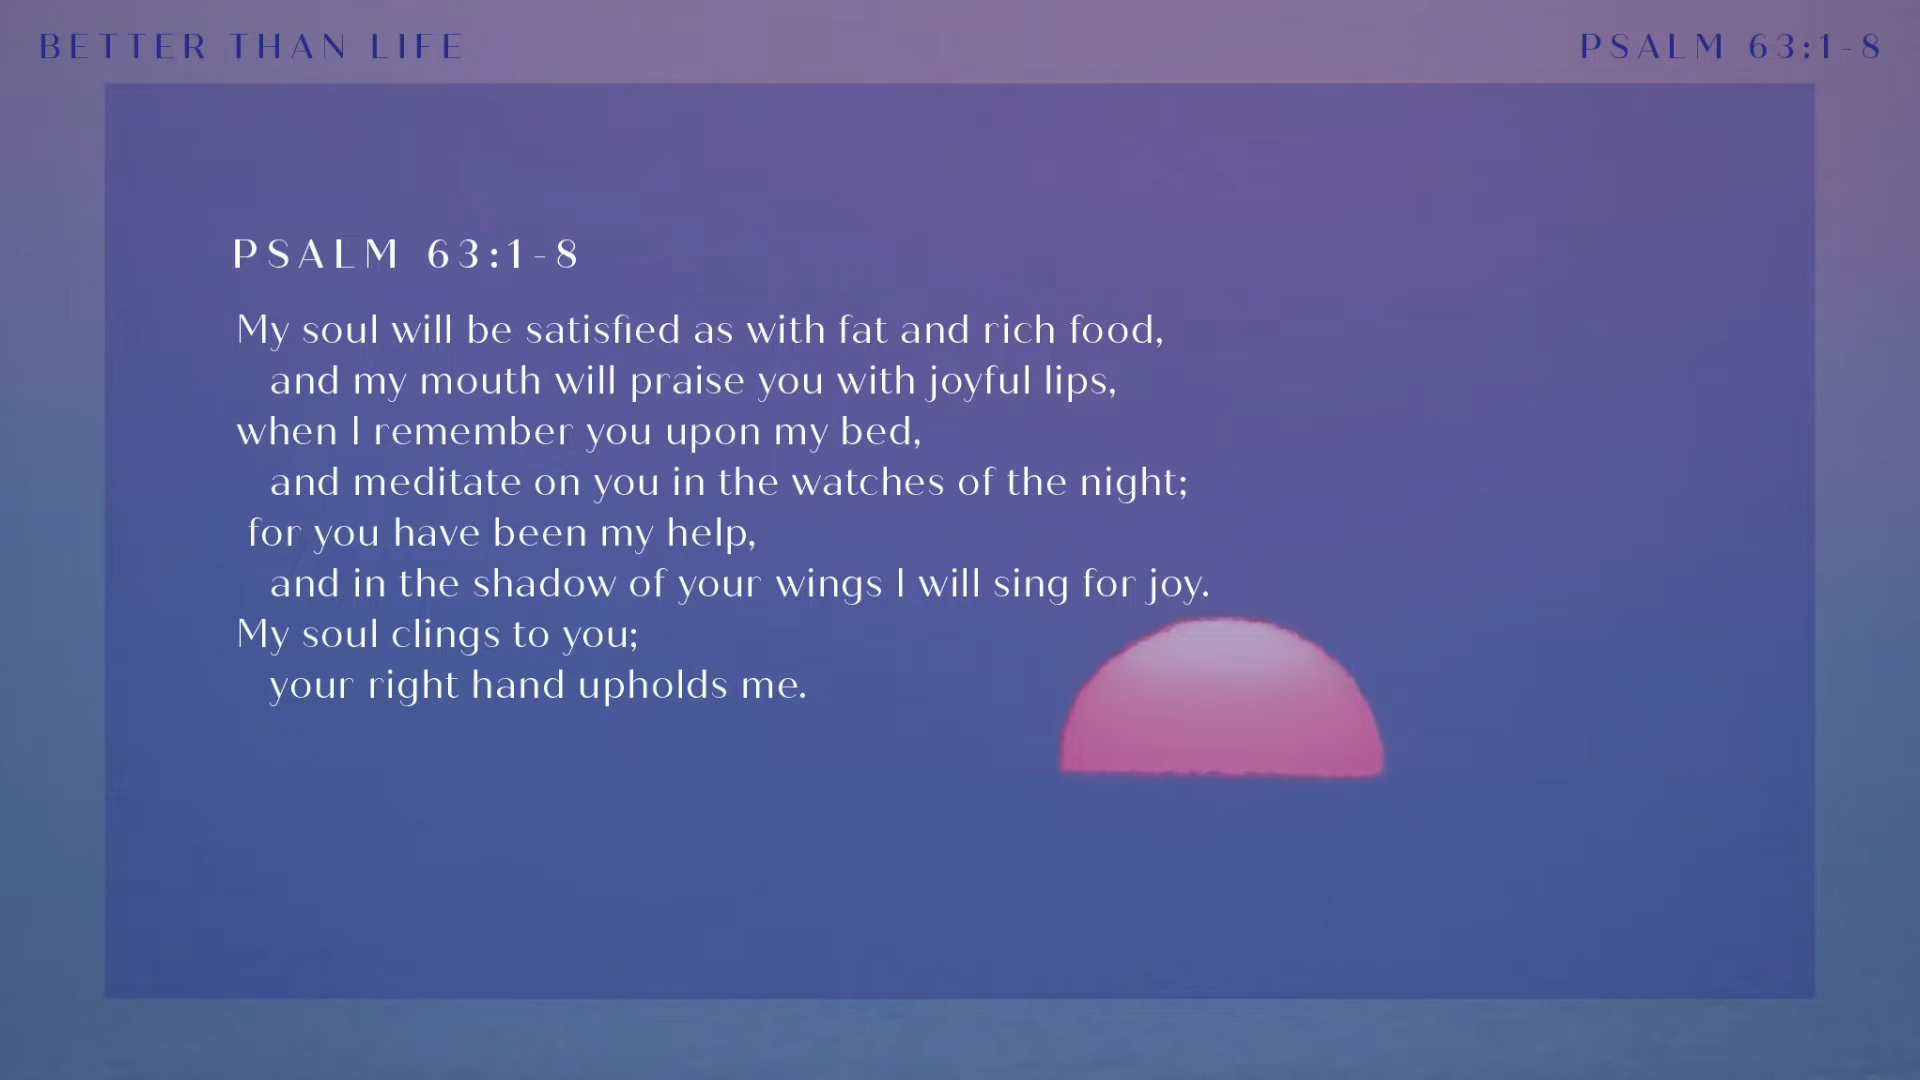 BETTER THAN LIFE
PSALM 63:1-8
PSALM 63:1-8
My soul will be satisfied as with fat and rich food,
and my mouth will praise you with joyful lips,
when I remember you upon my bed,
and meditate on you in the watches of the night;
for you have been my help,
and in the shadow of your wings I will sing for joy.
My soul clings to you;
your right hand upholds me.